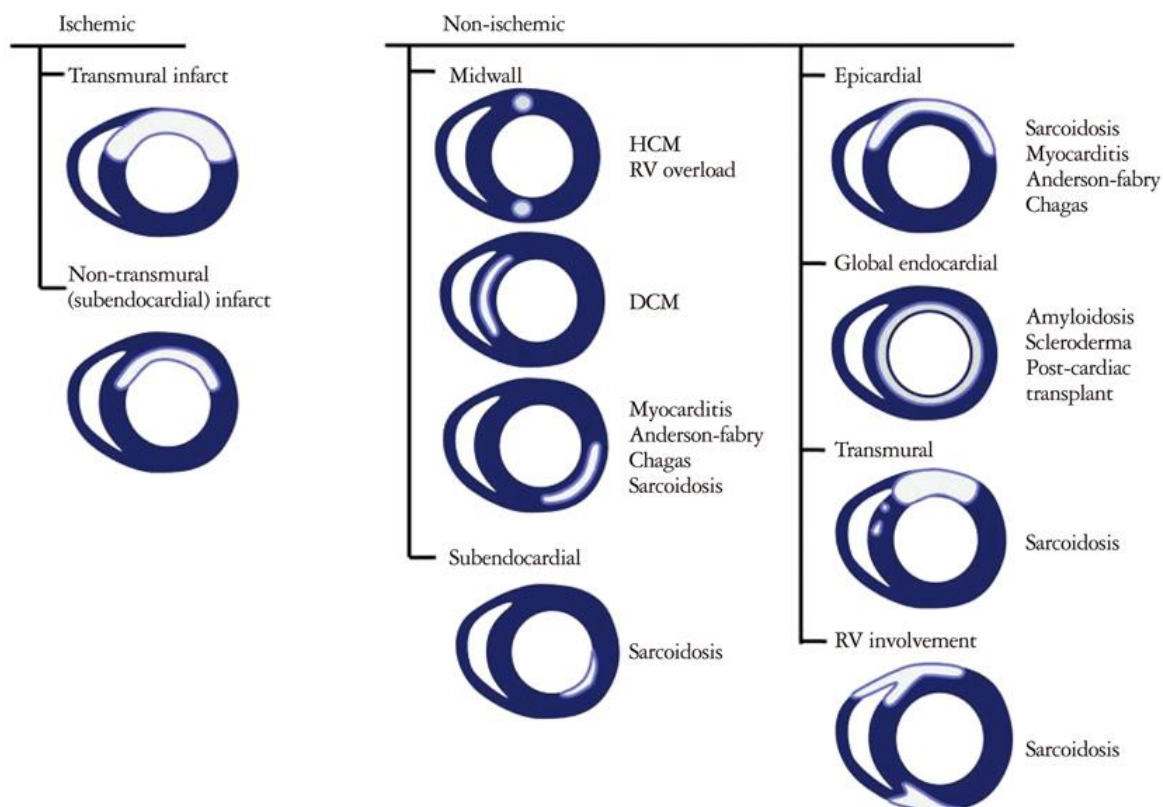 Ischemic
Transmural infarct
Non-transmural
(subendocardial) infarct
Non-ischemic
Midwall
HCM
RV overload
DCM
Myocarditis
Anderson-fabry
Chagas
Sarcoidosis
Subendocardial
Sarcoidosis
Epicardial
Sarcoidosis
Myocarditis
Anderson-fabry
Chagas
Global endocardial
Amyloidosis
Scleroderma
Post-cardiac
transplant
Transmural
Sarcoidosis
RV involvement
Sarcoidosis